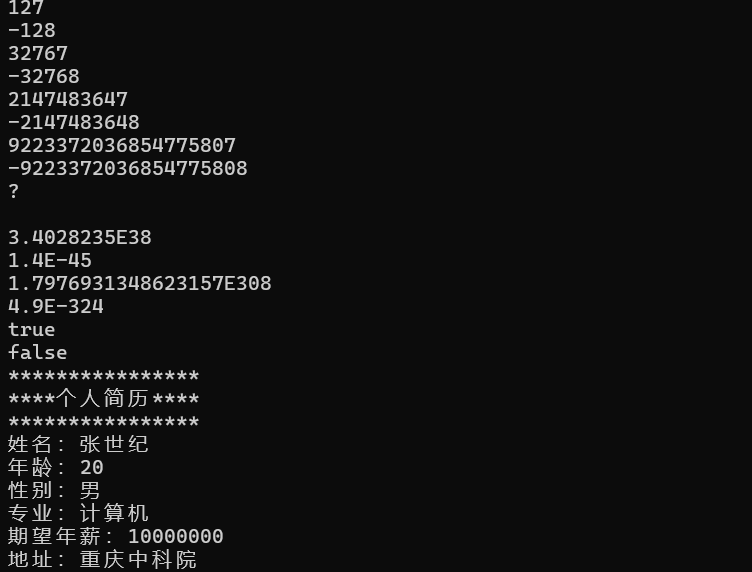 127
-128
32767
-32768
2147483647
-2147483648
9223372036854775807
-9223372036854775808
?
3.4028235E38
1.4E-45
1.7976931348623157E308
4.9E-324
true
false
****************
****个人简历****
****************
姓名: 张世纪
年龄: 20
性别: 男
专业: 计算机
期望年薪: 10000000
地址: 重庆中科院